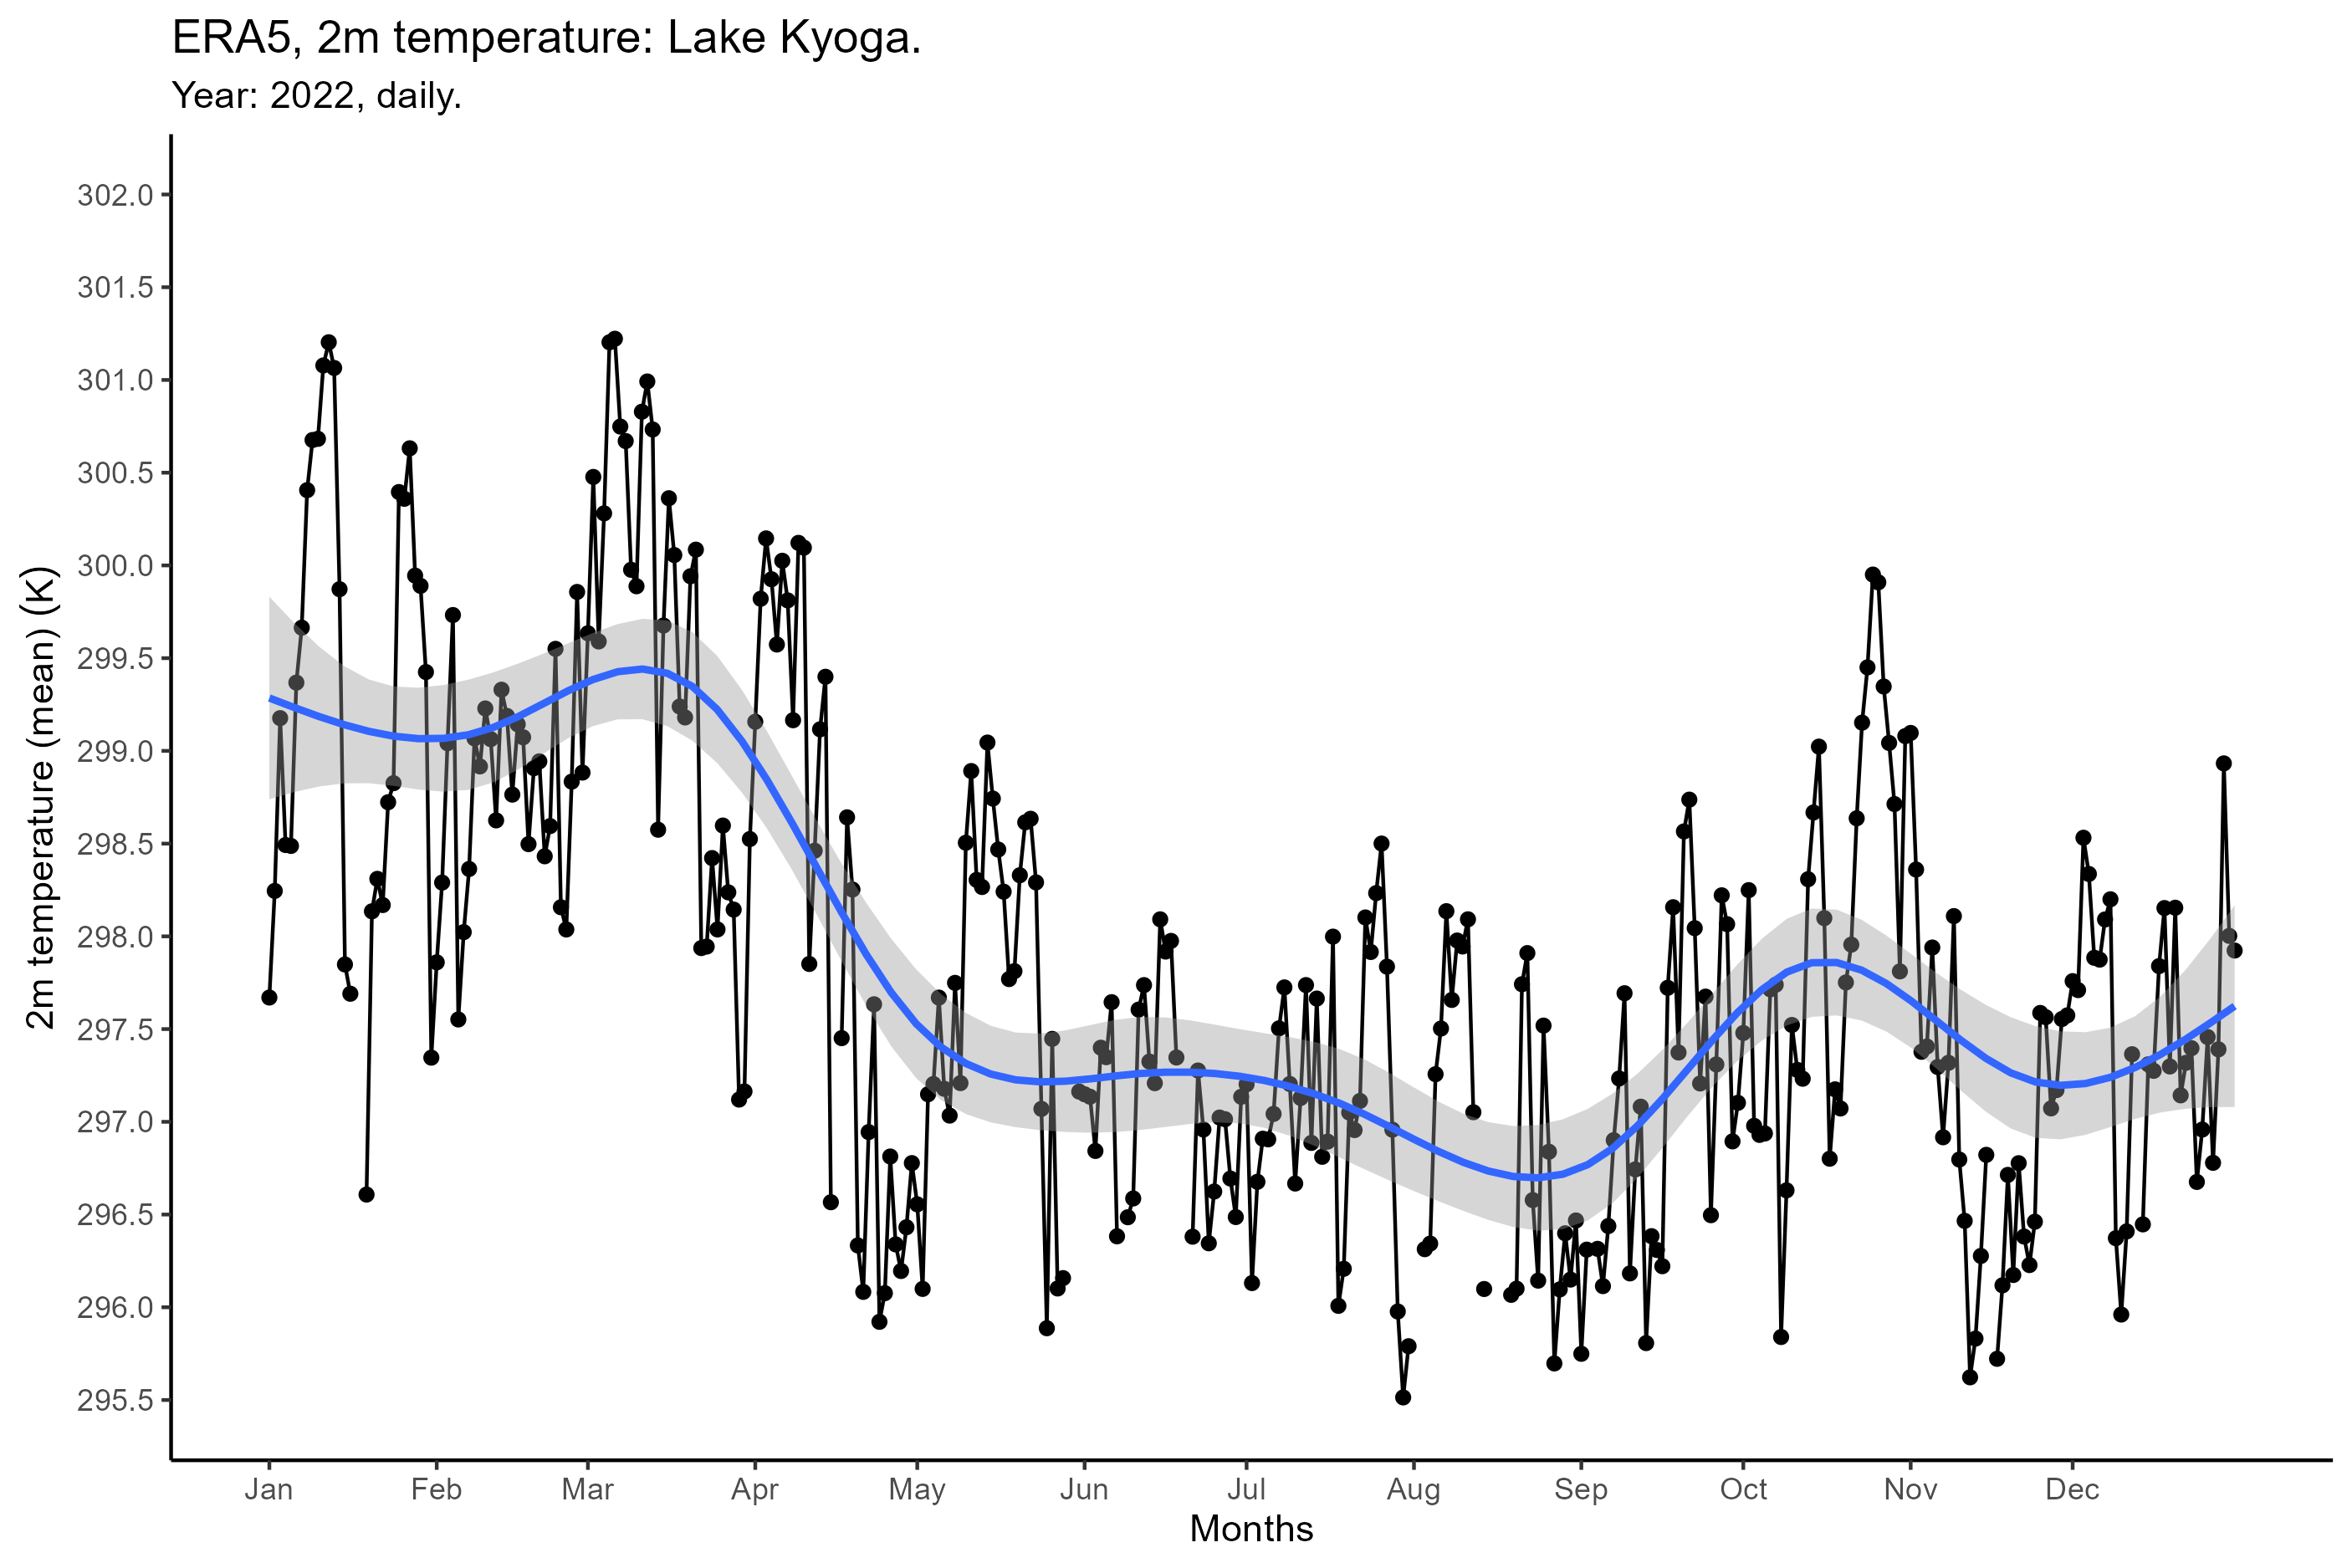 ERA5, 2m temperature: Lake Kyoga.
Year: 2022, daily.
2m temperature (mean) (K)
302.0
301.5
301.0
300.5
300.0
299.5
299.0
298.5
298.0
297.5
297.0
296.5
296.0
295.5
Jan Feb Mar Apr May Jun Jul Aug Sep Oct Nov Dec
Months